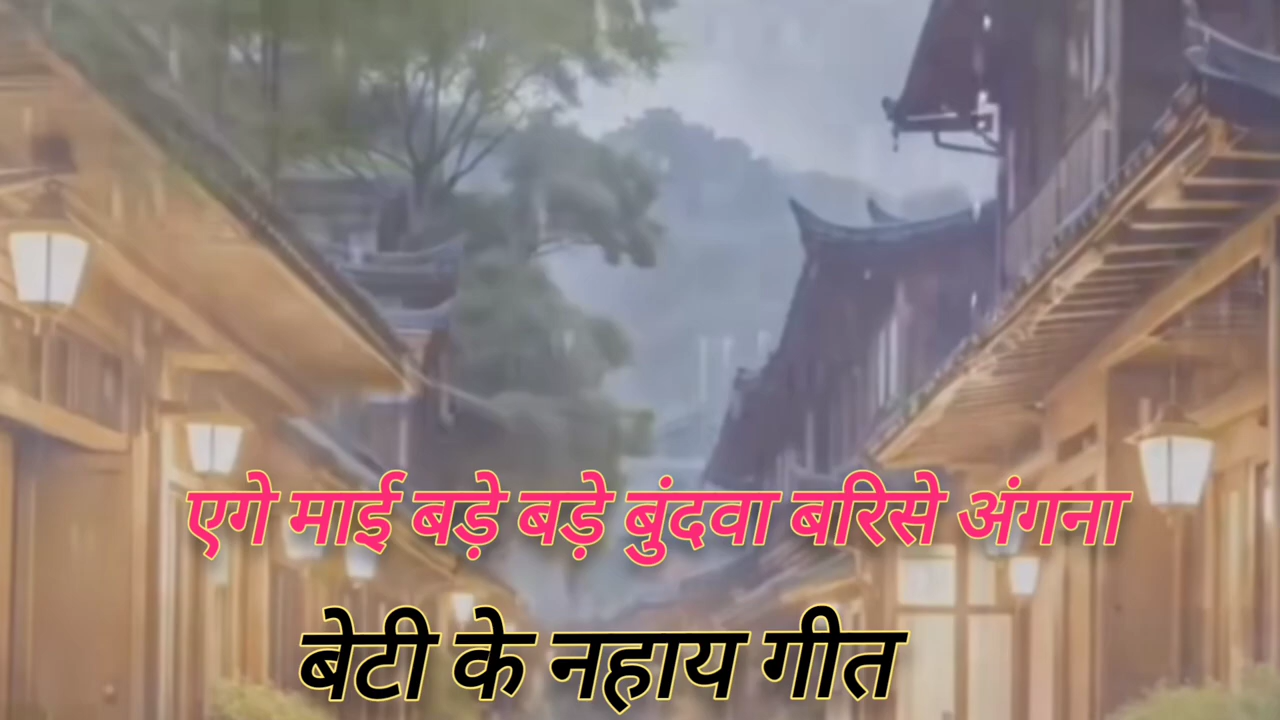 एगे माई बड़े बड़े बुंदवा बरिसे अंगना
बेटी के नहाय गीत